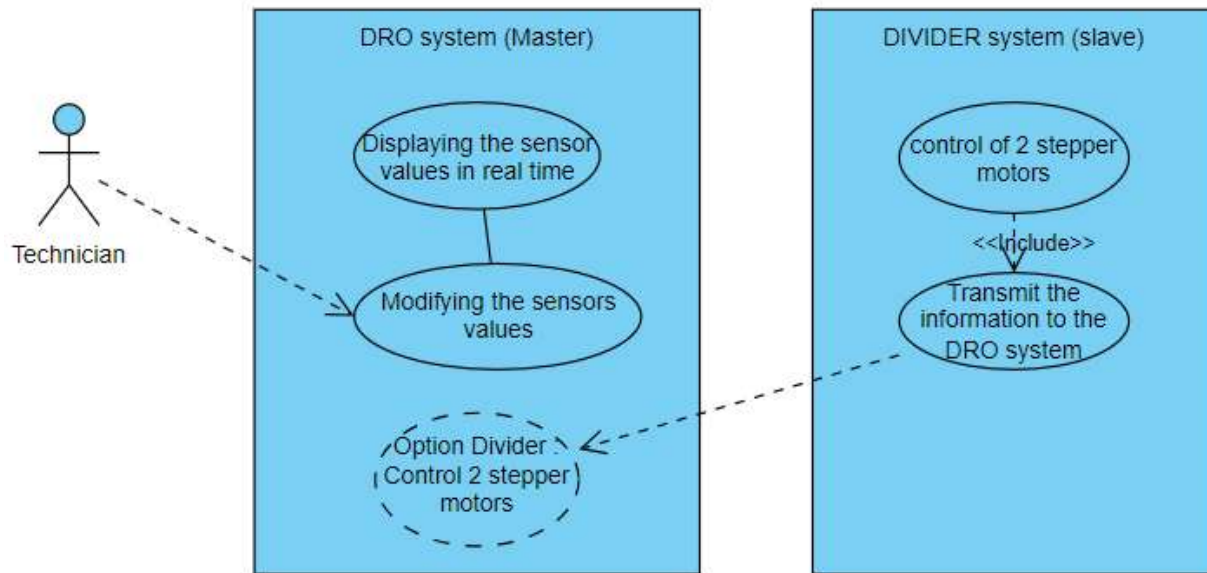 DRO system (Master)
DIVIDER system (slave)
Displaying the sensor
values in real time
control of 2 stepper
motors
Technician
<<Include>>
Modifying the sensors
values
Transmit the
information to the
DRO system
Option Divider :
Control 2 stepper
motors